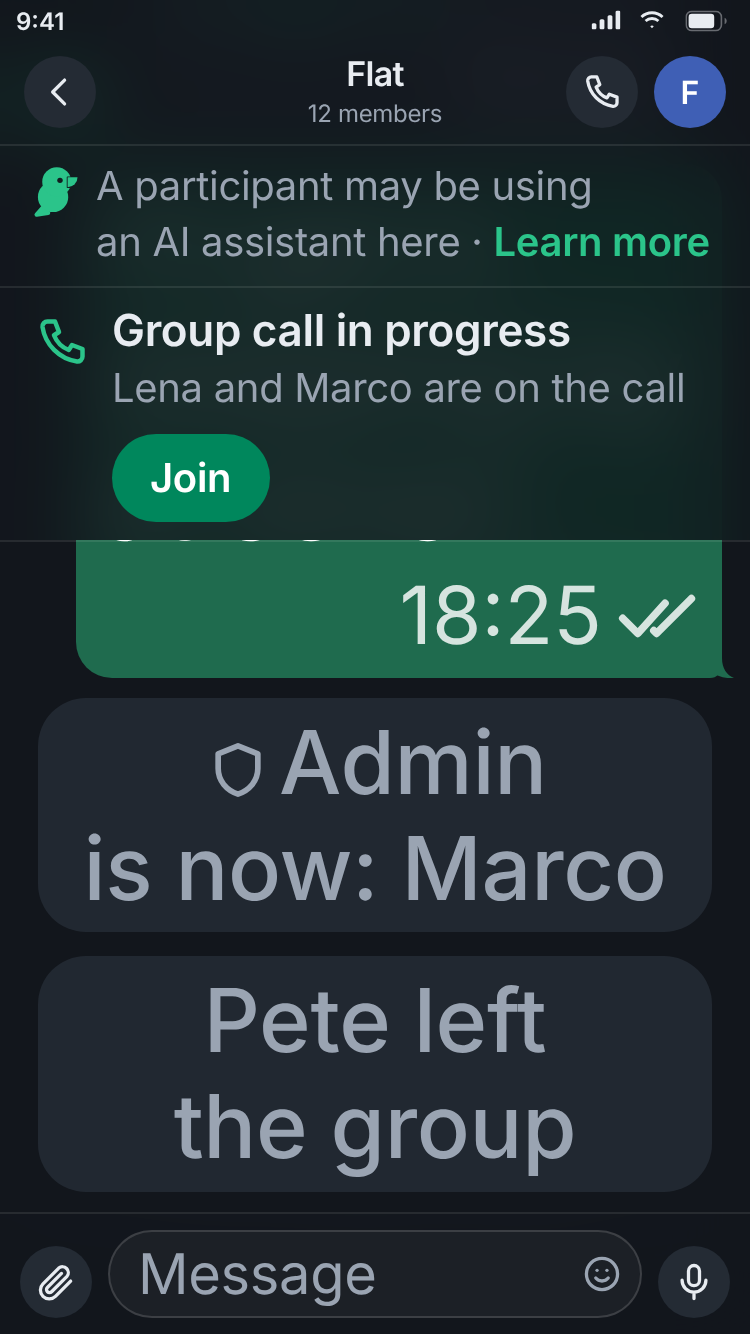 9:41
Flat
12 members
F
A participant may be using
an AI assistant here · Learn more
Group call in progress
Lena and Marco are on the call
Join
18:25
Admin
is now: Marco
Pete left
the group
Message